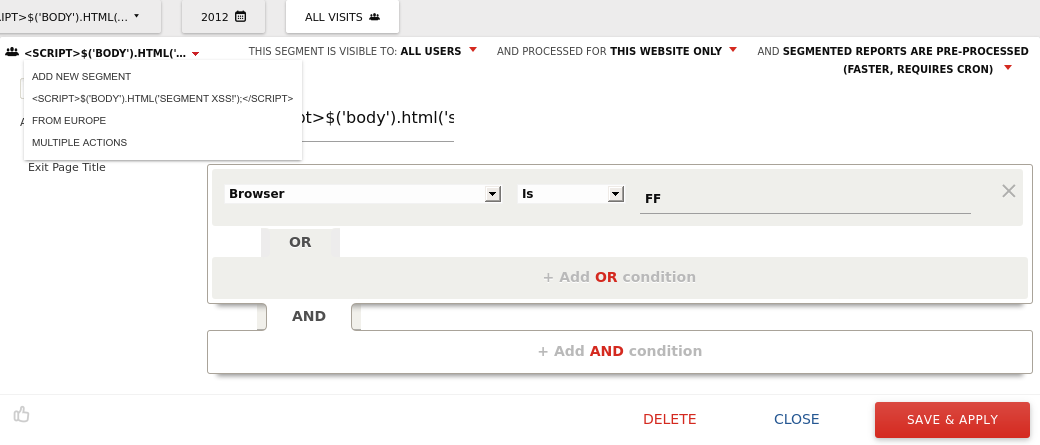 IPT>$('BODY').HTML(...
2012
ALL VISITS
<SCRIPT>$('BODY').HTML('...
THIS SEGMENT IS VISIBLE TO: ALL USERS
AND PROCESSED FOR THIS WEBSITE ONLY
AND SEGMENTED REPORTS ARE PRE-PROCESSED
(FASTER, REQUIRES CRON)
ADD NEW SEGMENT
<SCRIPT>$('BODY').HTML('SEGMENT XSS!');</SCRIPT>
FROM EUROPE
MULTIPLE ACTIONS
pt>$('body').html('s
Exit Page Title
Browser
Is
FF
OR
+ Add OR condition
AND
+ Add AND condition
DELETE
CLOSE
SAVE & APPLY